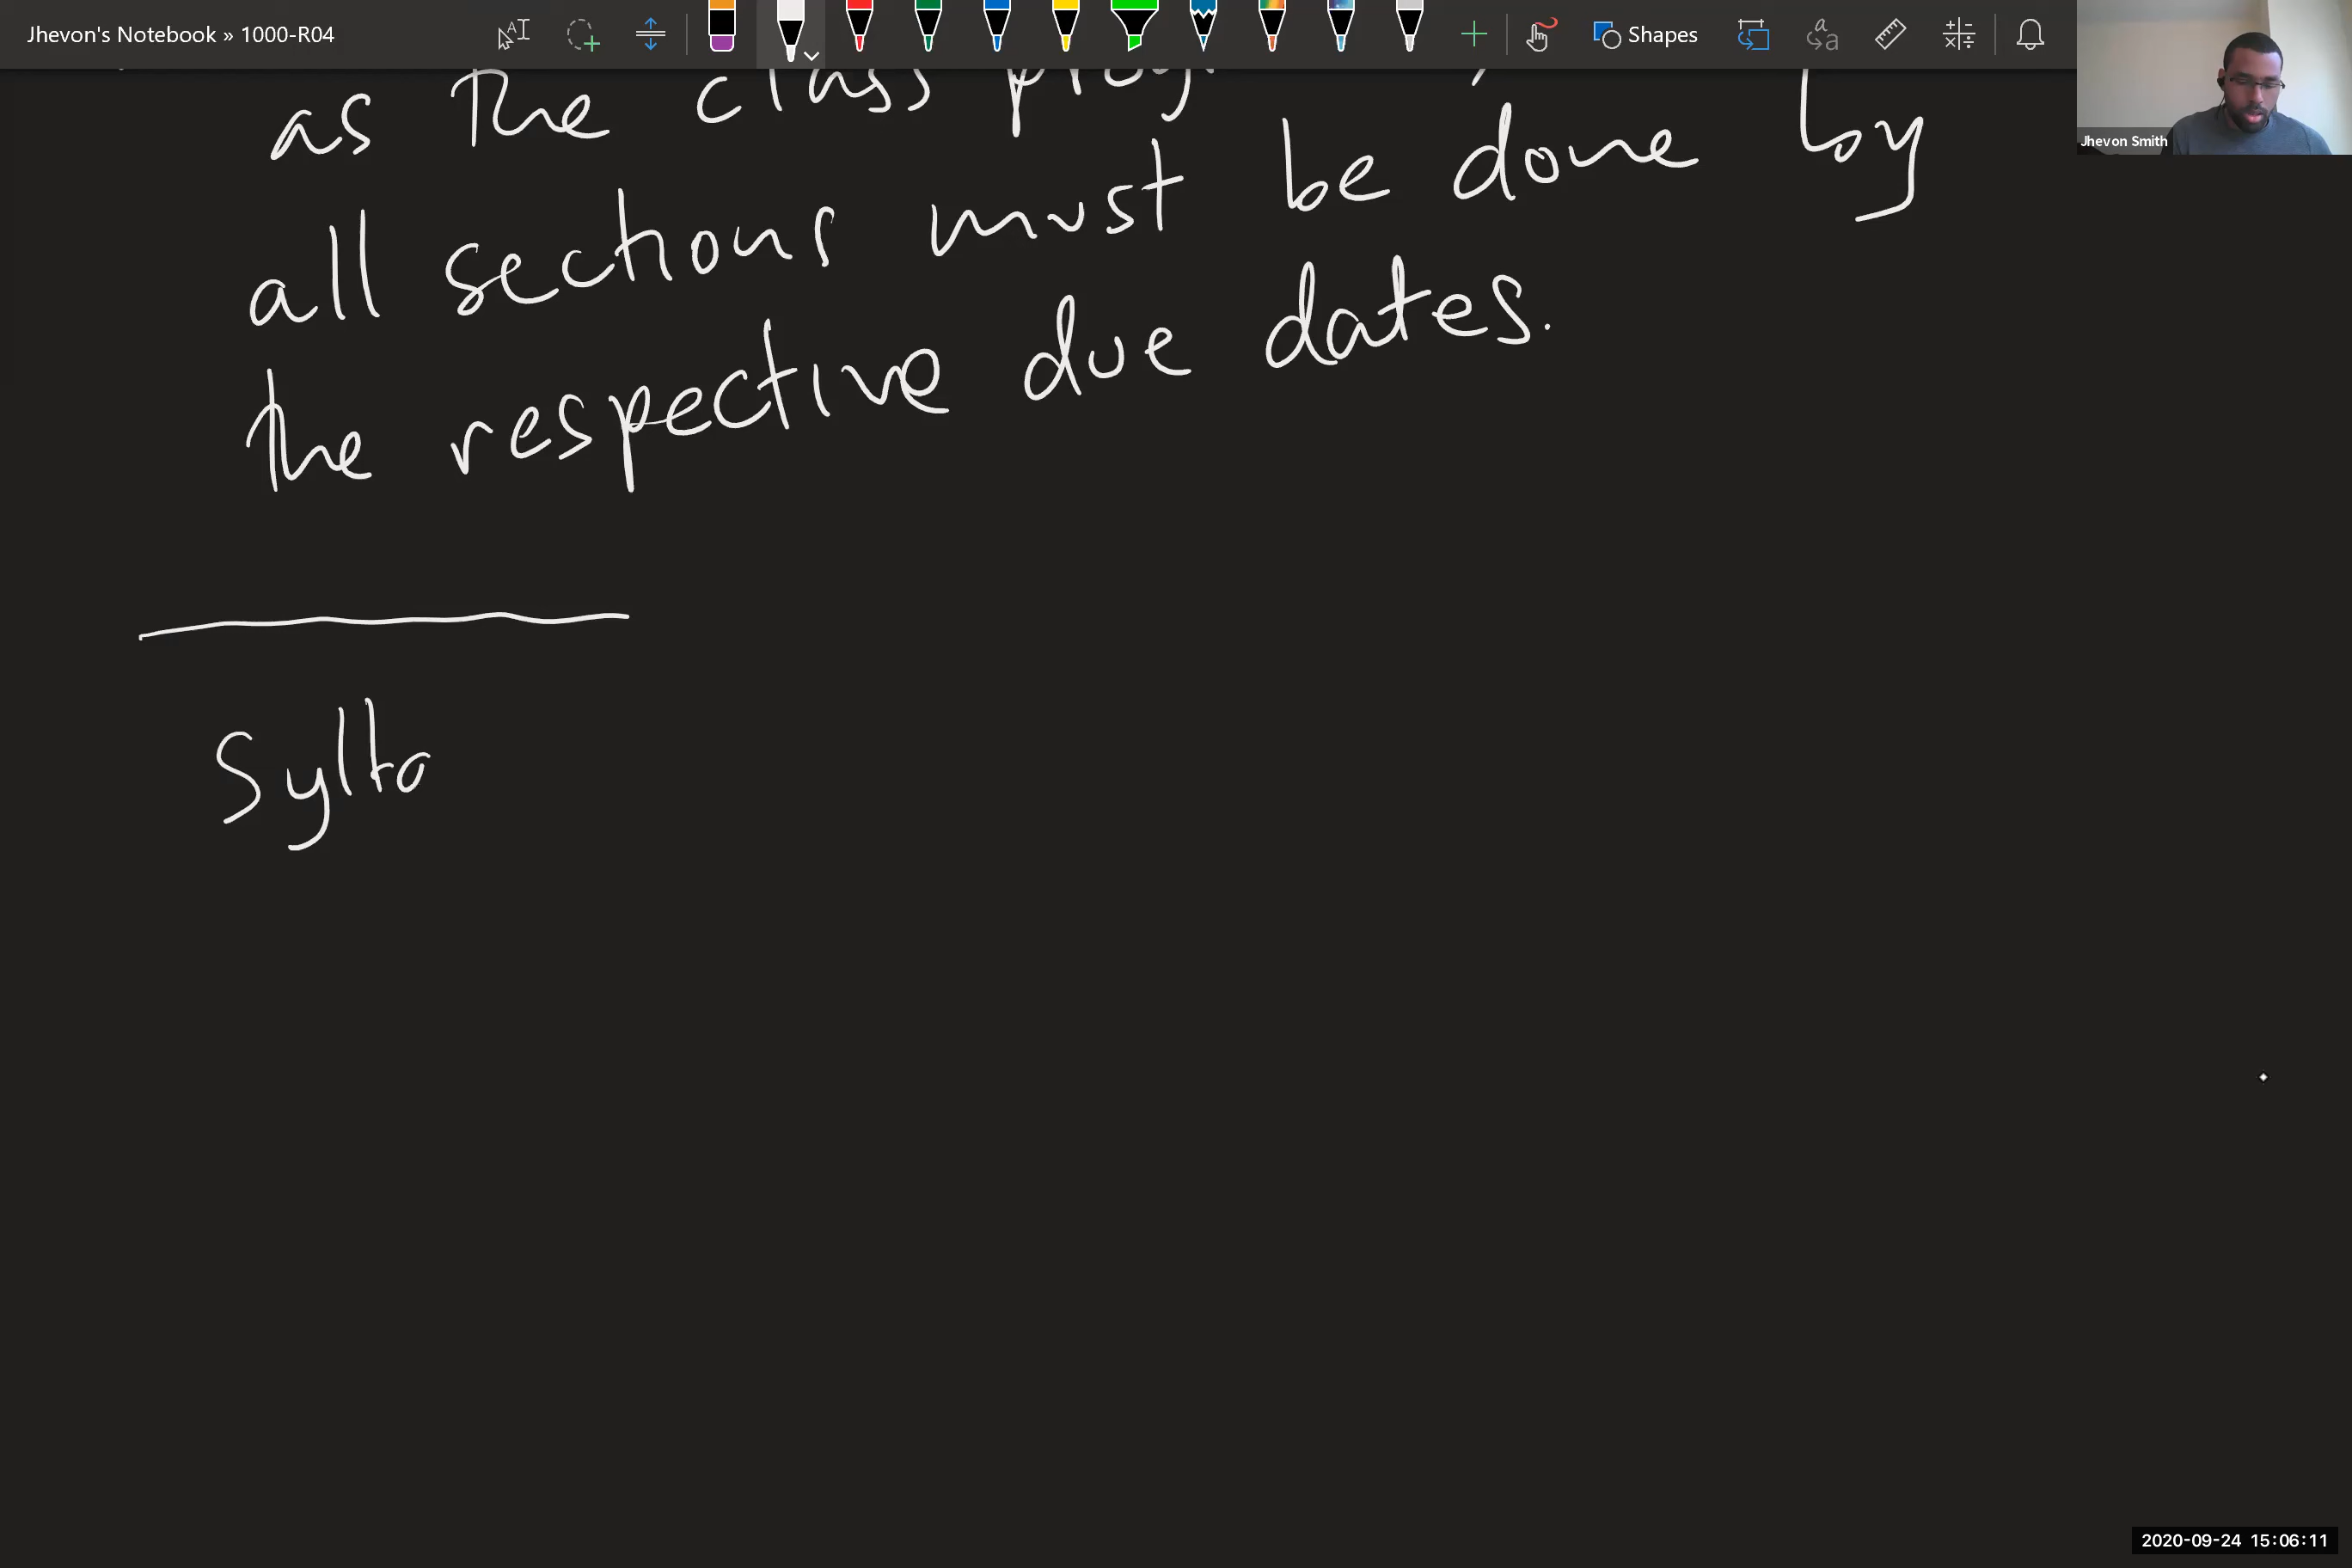 Jhevon's Notebook » 1000-R04
Shapes
Jhevon Smith
as the class
all sections must be done by
the respective due dates.
2020-09-24 15:06:11